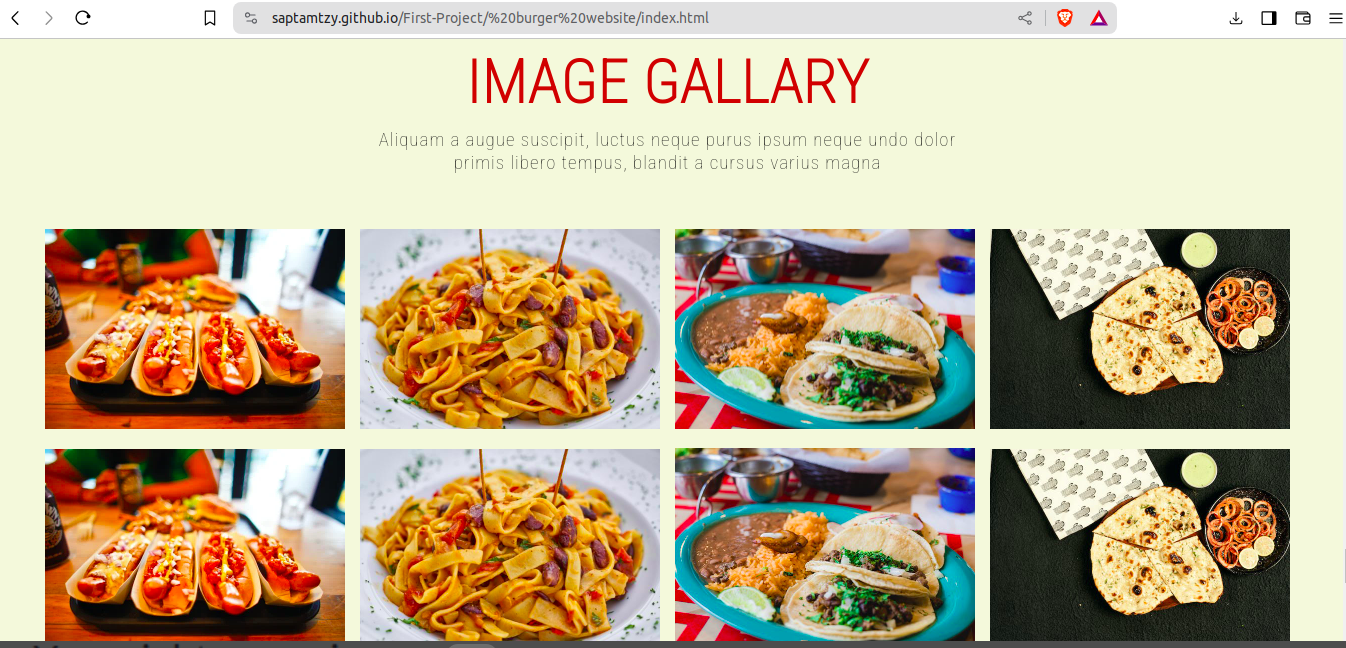 saptamtzy.github.io/First-Project/%20burger%20website/index.html
IMAGE GALLARY
Aliquam a augue suscipit, luctus neque purus ipsum neque undo dolor
primis libero tempus, blandit a cursus varius magna